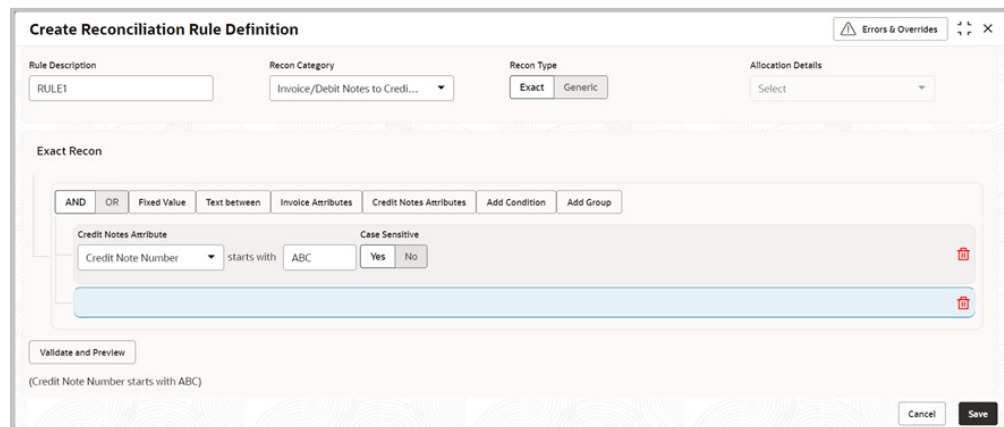 Create Reconciliation Rule Definition
Errors & Overrides
Rule Description Recon Category Recon Type Allocation Details
RULE1 Invoice/Debit Notes to Credi... Exact Generic Select
Exact Recon
AND OR Fixed Value Text between Invoice Attributes Credit Notes Attributes Add Condition Add Group
Credit Notes Attribute Case Sensitive
Credit Note Number starts with ABC Yes No
Validate and Preview
(Credit Note Number starts with ABC)
Cancel Save